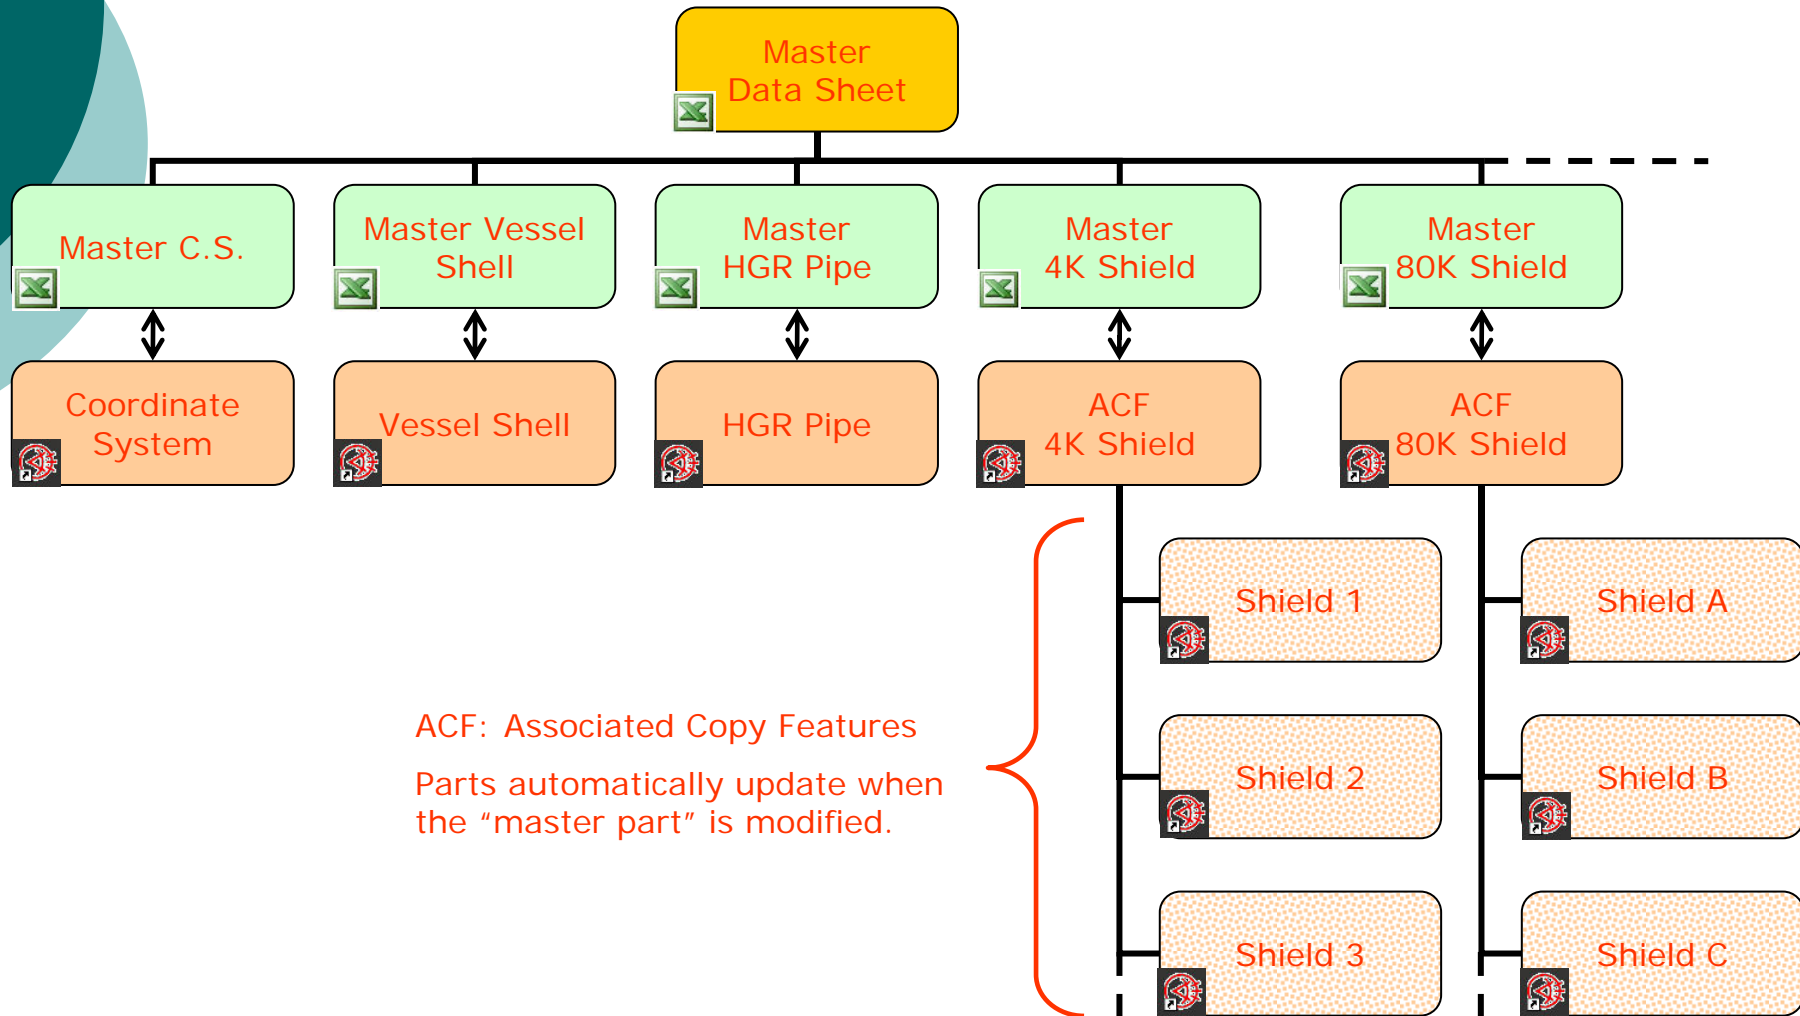 Master
Data Sheet
Master C.S.
Master Vessel
Shell
Master
HGR Pipe
Master
4K Shield
Master
80K Shield
Coordinate
System
Vessel Shell
HGR Pipe
ACF
4K Shield
ACF
80K Shield
Shield 1
Shield A
ACF: Associated Copy Features
Parts automatically update when
the “master part” is modified.
Shield 2
Shield B
Shield 3
Shield C